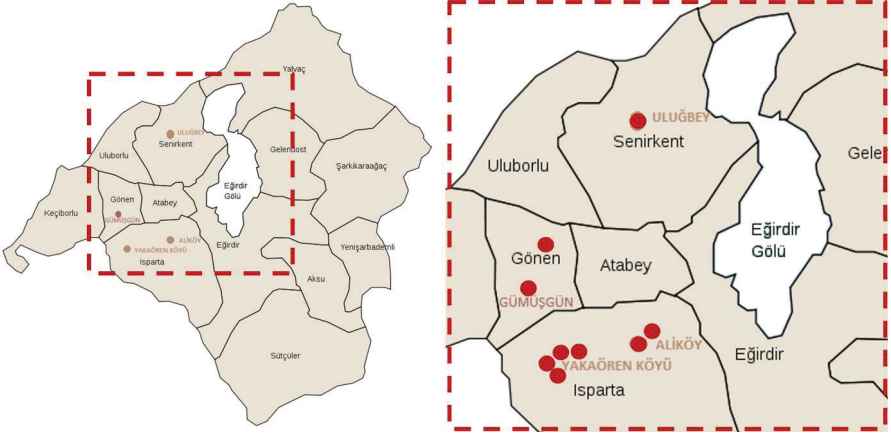 Yalvaç
ULUĞBEY
Senirkent
Gelendost
Uluborlu
Şarkikaraağaç
Eğirdir
Gölü
Gönen
Atabey
Keçiborlu
GÜMÜŞGÜN
ALİKÖY
Eğirdir
YAKAÖREN KÖYÜ
Yenişarbademli
Isparta
Aksu
Sütçüler
ULUĞBEY
Senirkent
Gele
Uluborlu
Eğirdir
Gölü
Gönen
Atabey
GÜMÜŞGÜN
ALİKÖY
Eğirdir
YAKAÖREN KÖYÜ
Isparta